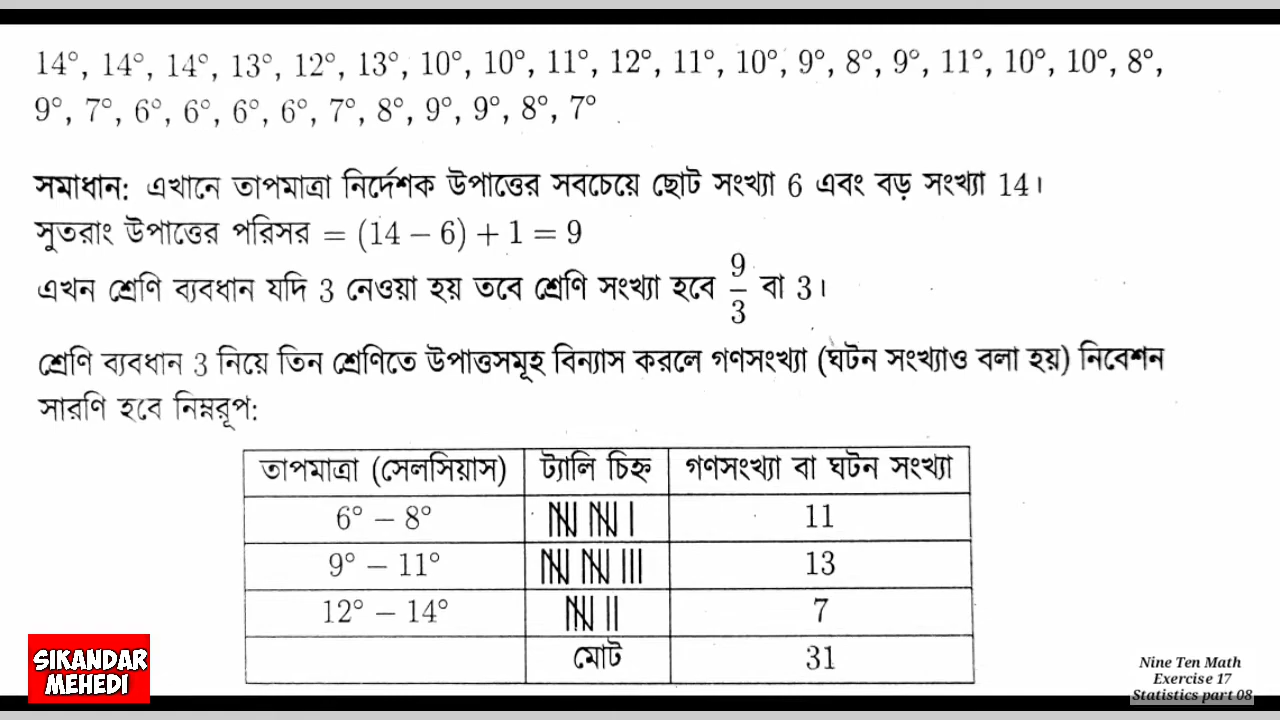 14°, 14°, 14°, 13°, 12°, 13°, 10°, 10°, 11°, 12°, 11°, 10°, 9°, 8°, 9°, 11°, 10°, 10°, 8°,
9°, 7°, 6°, 6°, 6°, 6°, 7°, 8°, 9°, 9°, 8°, 7°
সমাধান: এখানে তাপমাত্রা নির্দেশক উপাত্তের সবচেয়ে ছোট সংখ্যা 6 এবং বড় সংখ্যা 14।
সুতরাং উপাত্তের পরিসর = (14 − 6) + 1 = 9
এখন শ্রেণি ব্যবধান যদি 3 নেওয়া হয় তবে শ্রেণি সংখ্যা হবে 9/3 বা 3।
শ্রেণি ব্যবধান 3 নিয়ে তিন শ্রেণিতে উপাত্তসমূহ বিন্যাস করলে গণসংখ্যা (ঘটন সংখ্যাও বলা হয়) নিবেশন
সারণি হবে নিম্নরূপ:
তাপমাত্রা (সেলসিয়াস) ট্যালি চিহ্ন গণসংখ্যা বা ঘটন সংখ্যা
6° − 8° 11
9° − 11° 13
12° − 14° 7
মোট 31
SIKANDAR
MEHEDI
Nine Ten Math
Exercise 17
Statistics part 08